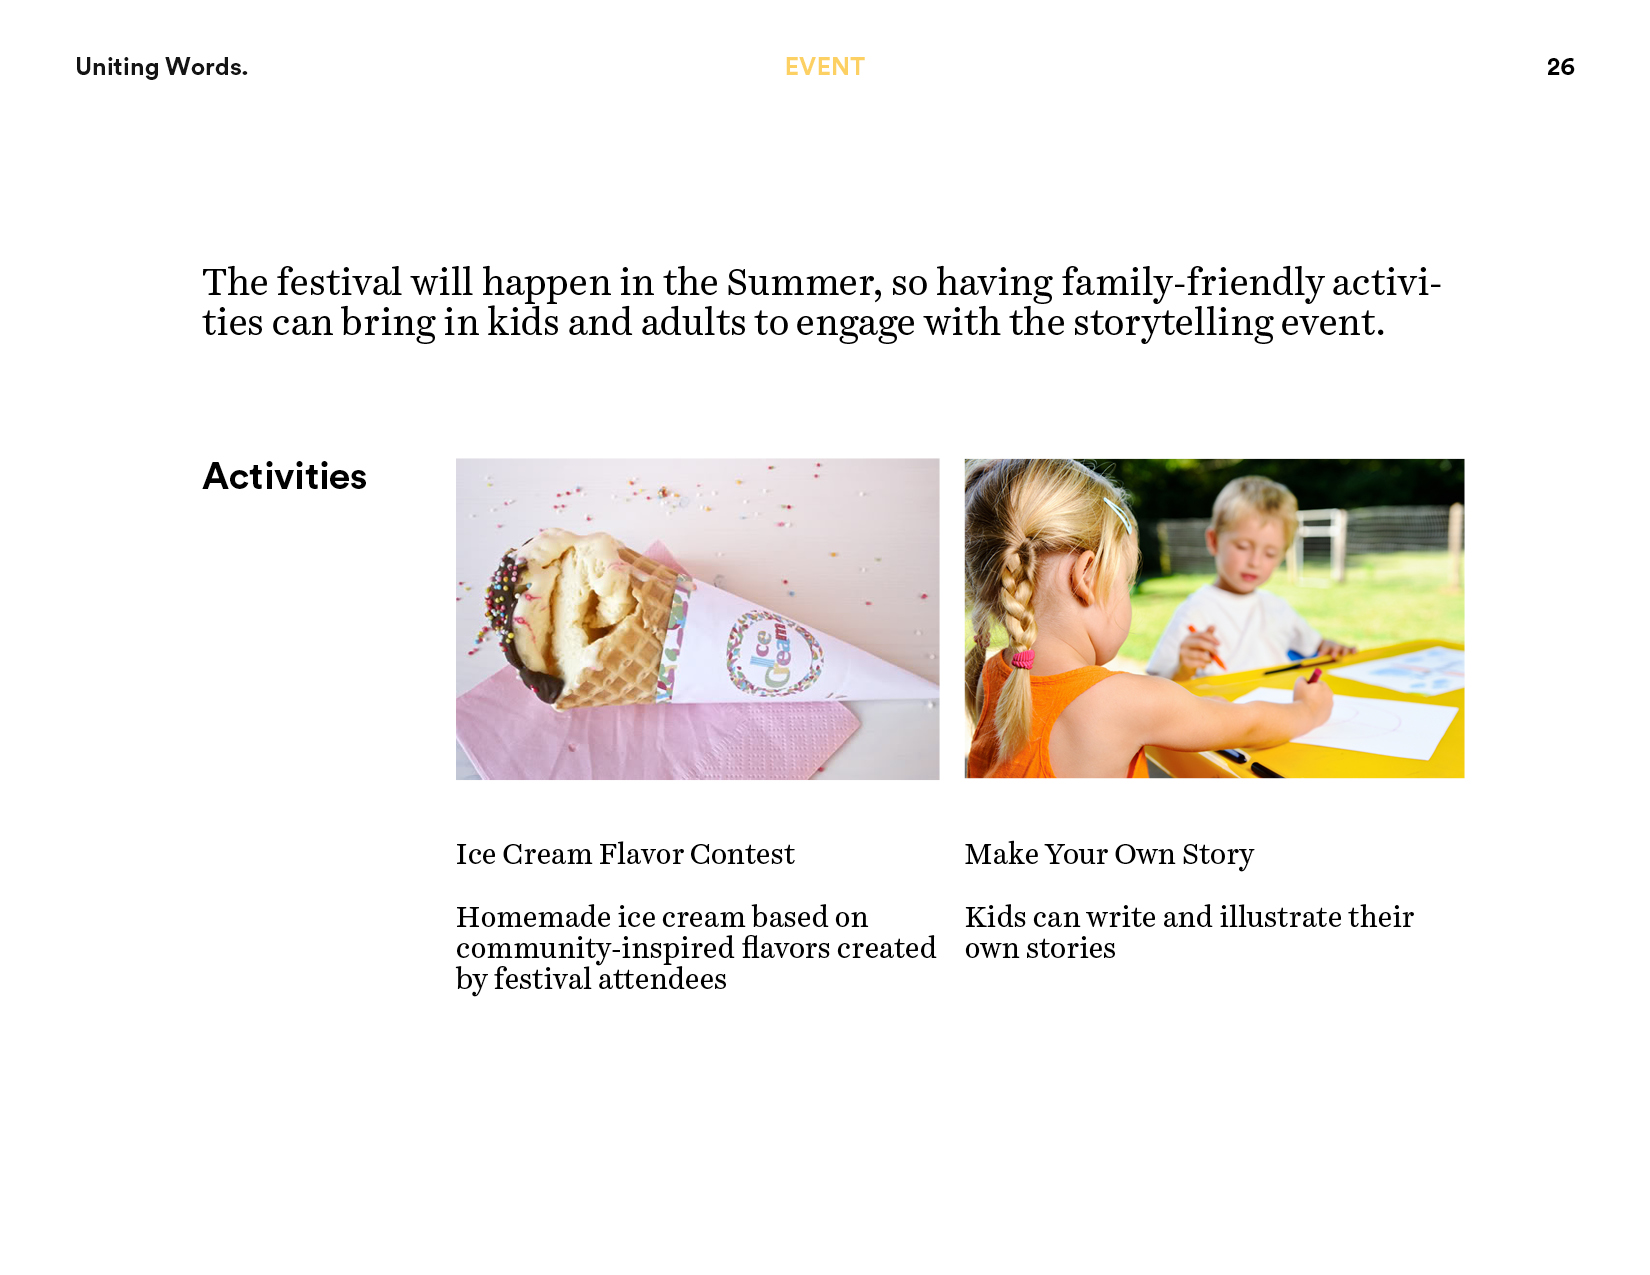 Uniting Words.
EVENT
26
The festival will happen in the Summer, so having family-friendly activi-
ties can bring in kids and adults to engage with the storytelling event.
Activities
Ice
Cream
Ice Cream Flavor Contest
Homemade ice cream based on
community-inspired flavors created
by festival attendees
Make Your Own Story
Kids can write and illustrate their
own stories